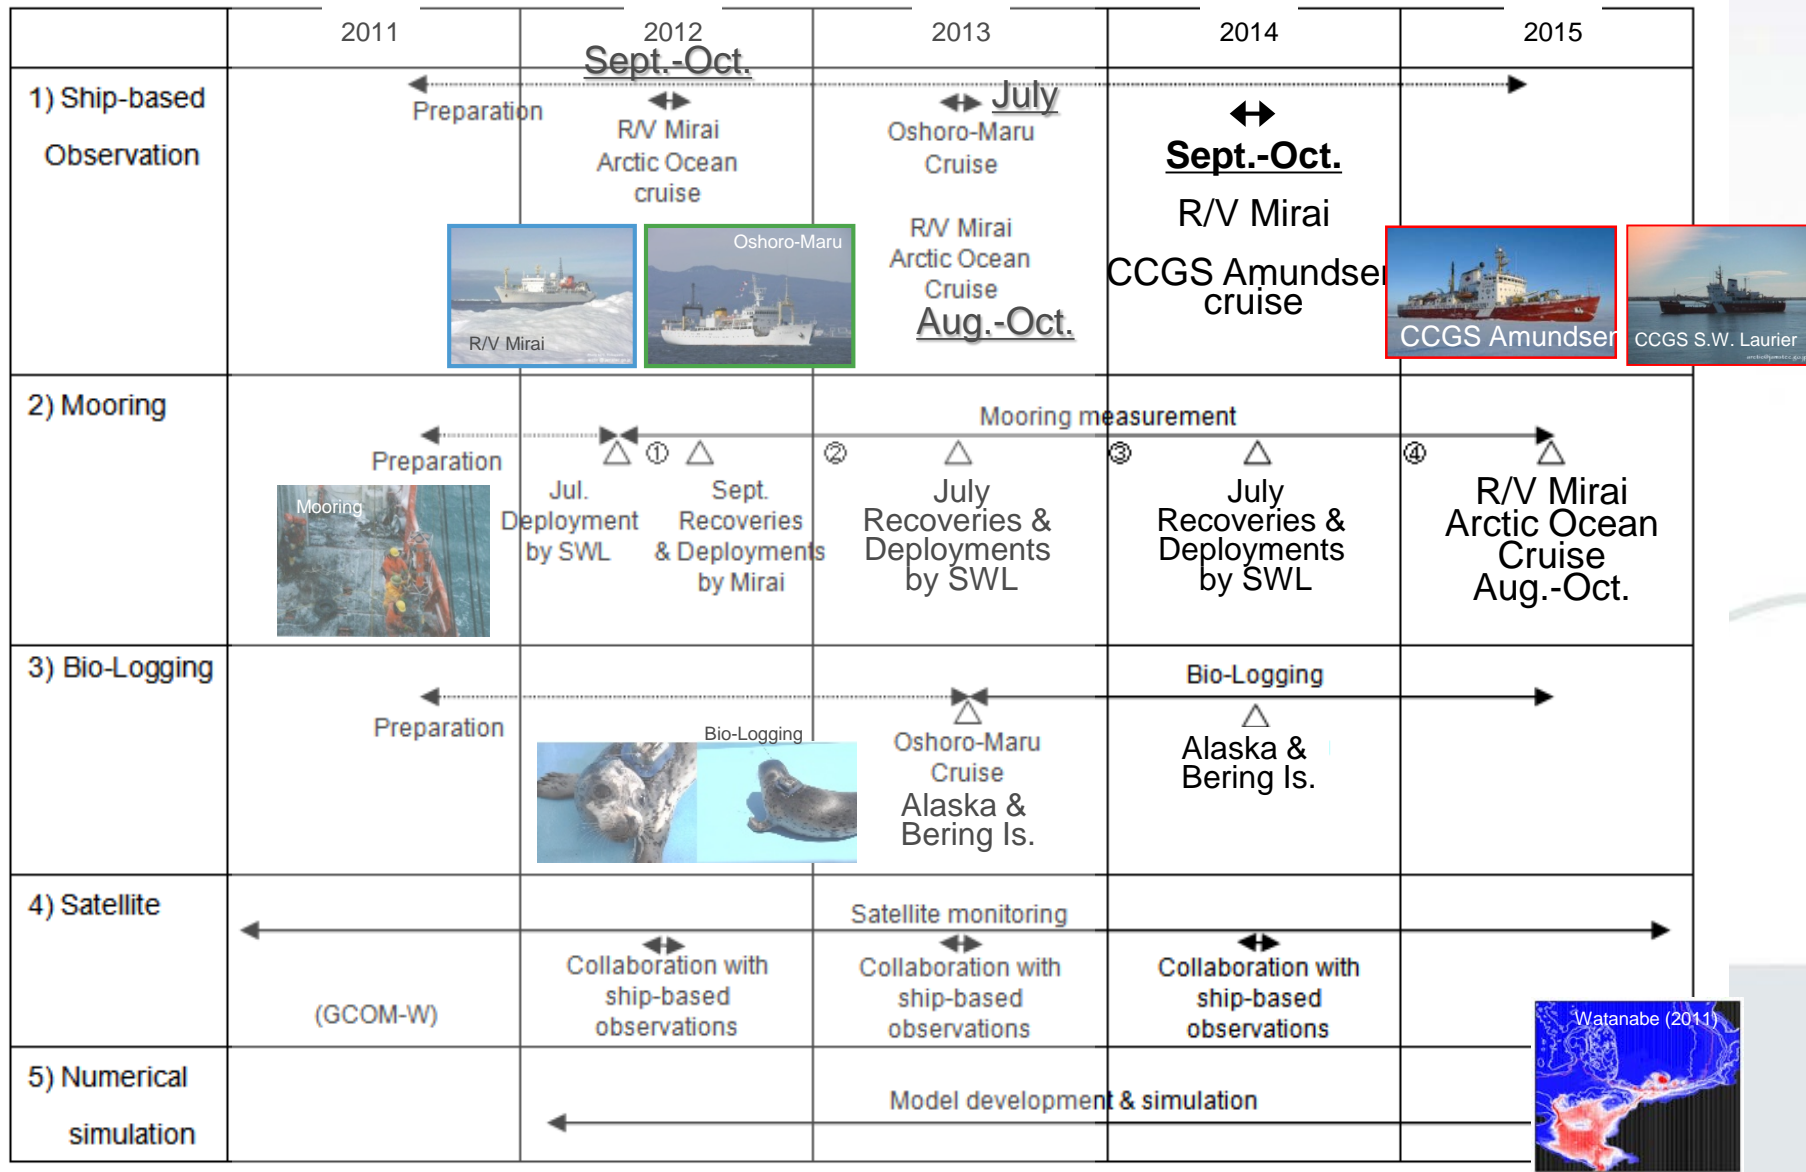 2011
2012
2013
2014
2015
1) Ship-based
Observation
Preparation
Sept.-Oct.
R/V Mirai
Arctic Ocean
cruise
July
Oshoro-Maru
Cruise
R/V Mirai
Arctic Ocean
Cruise
Aug.-Oct.
Sept.-Oct.
R/V Mirai
CCGS Amundsen
cruise
R/V Mirai
Oshoro-Maru
CCGS Amundsen
CCGS S.W. Laurier
2) Mooring
Mooring measurement
Preparation
Mooring
①
②
③
④
Jul.
Deployment
by SWL
Sept.
Recoveries
& Deployments
by Mirai
July
Recoveries &
Deployments
by SWL
July
Recoveries &
Deployments
by SWL
R/V Mirai
Arctic Ocean
Cruise
Aug.-Oct.
3) Bio-Logging
Preparation
Bio-Logging
Bio-Logging
Oshoro-Maru
Cruise
Alaska &
Bering Is.
Alaska &
Bering Is.
4) Satellite
Satellite monitoring
(GCOM-W)
Collaboration with
ship-based
observations
Collaboration with
ship-based
observations
Collaboration with
ship-based
observations
5) Numerical
simulation
Model development & simulation
Watanabe (2011)